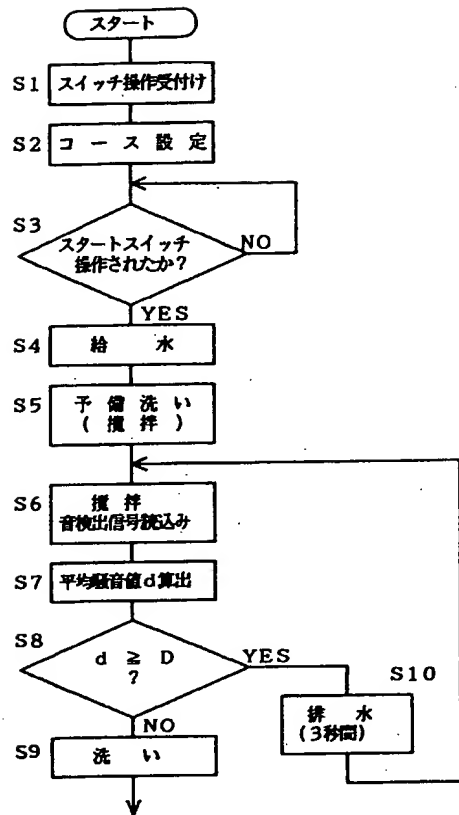 スタート
S1
スイッチ操作受付け
S2
コース設定
S3
スタートスイッチ
操作されたか?
NO
YES
S4
給水
S5
予備洗い
(攪拌)
S6
攪拌
音検出信号読込み
S7
平均騒音値d算出
S8
d ≧ D
?
YES
S10
排水
(3秒間)
NO
S9
洗い